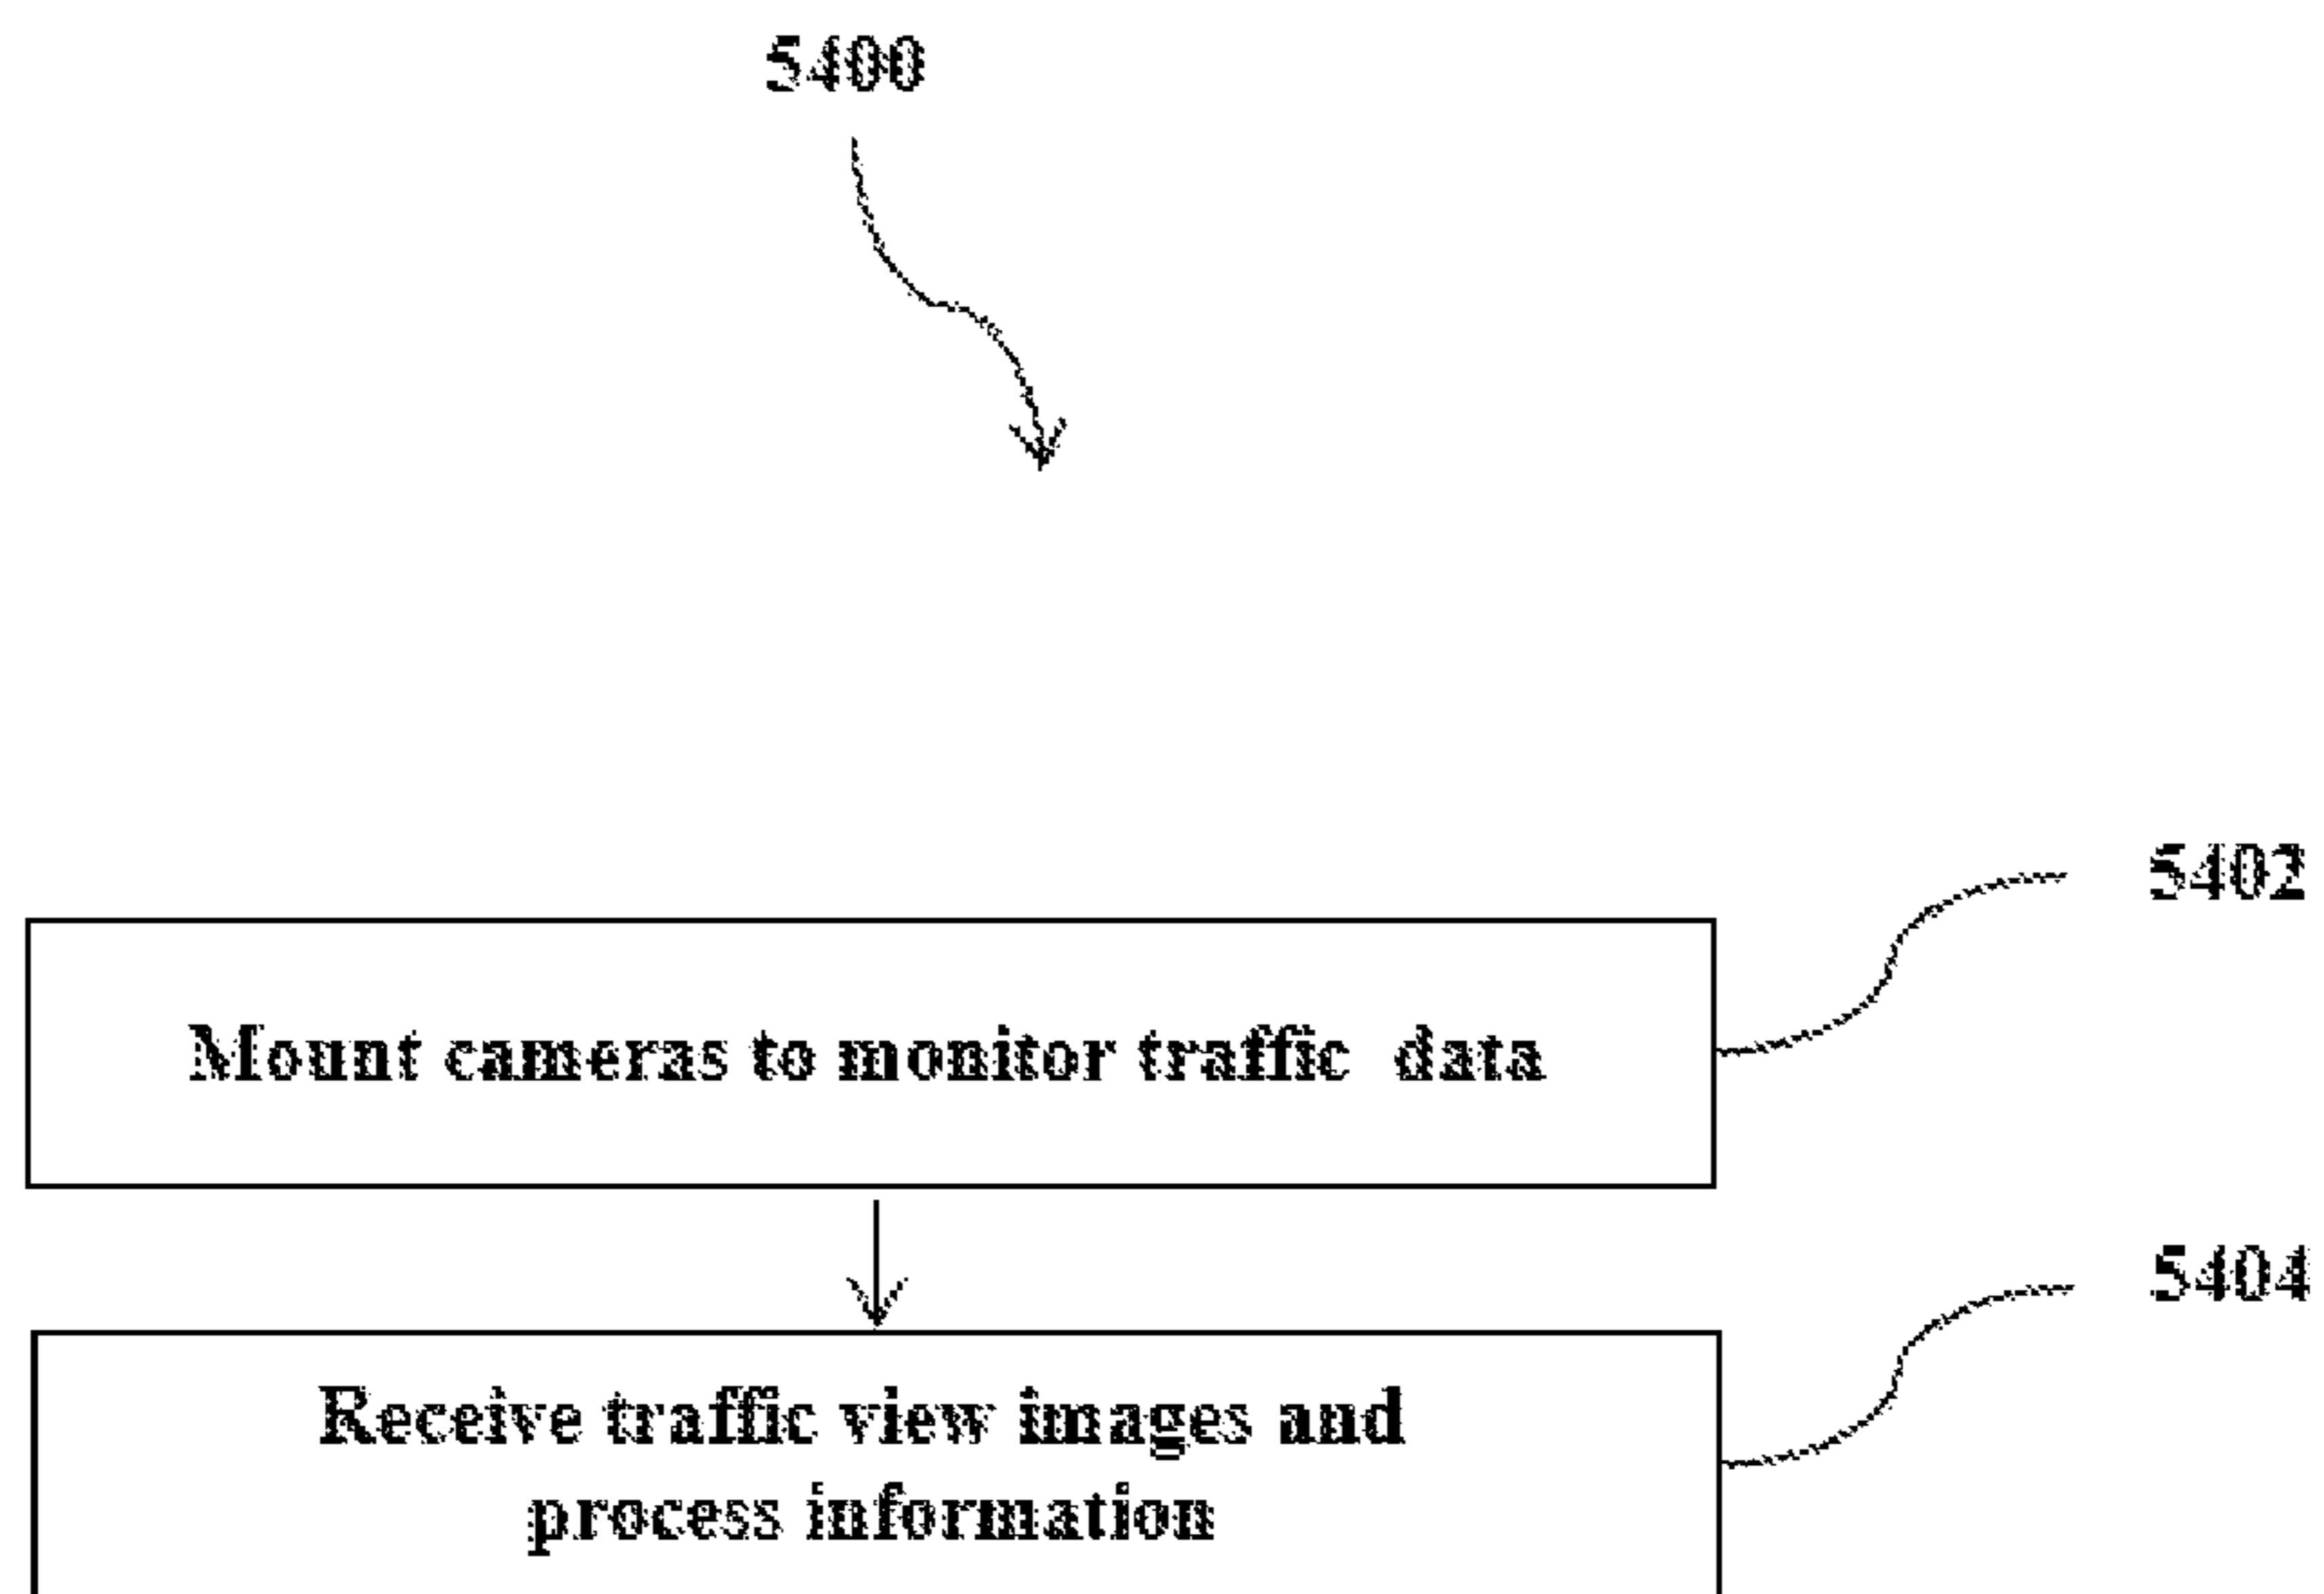 5400
5402
Mount cameras to monitor traffic data
5404
Receive traffic view images and
process information